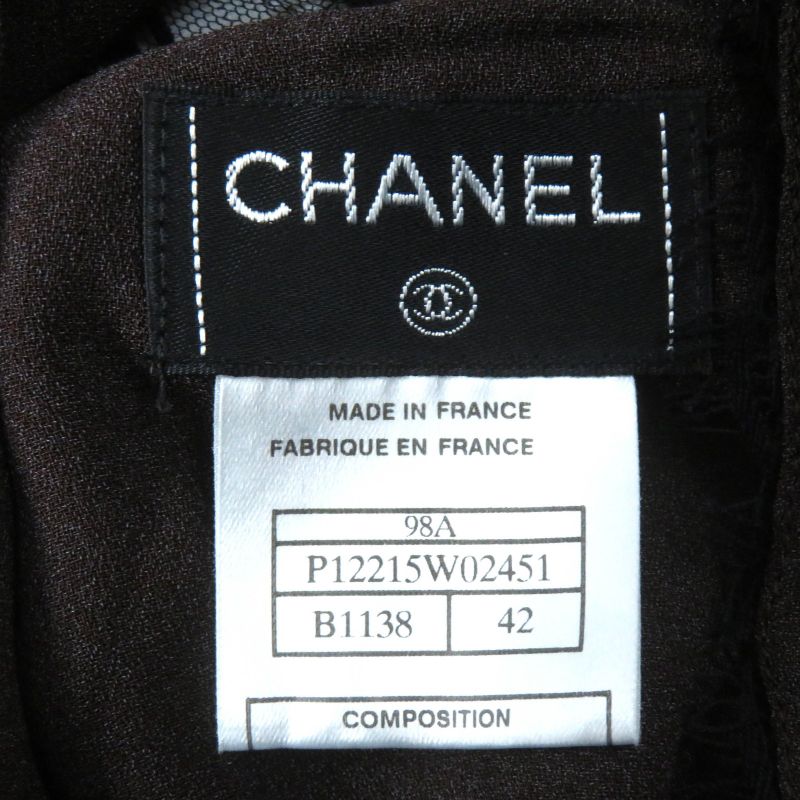 CHANEL
MADE IN FRANCE
FABRIQUE EN FRANCE
98A
P12215W02451
B1138 42
COMPOSITION